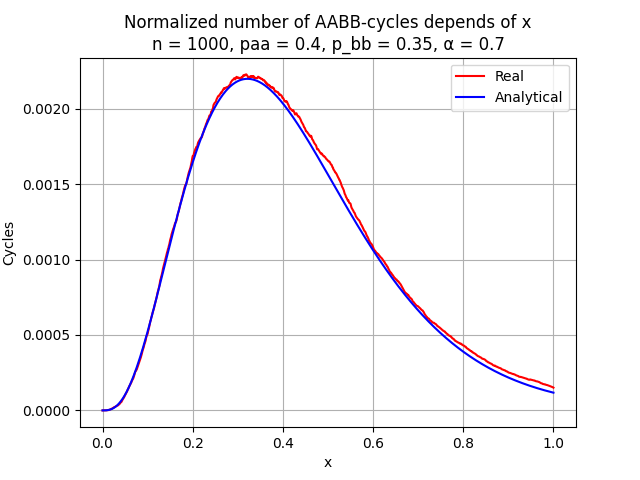 Normalized number of AABB-cycles depends of x
n = 1000, paa = 0.4, p_bb = 0.35, α = 0.7
Real
Analytical
Cycles
0.0020
0.0015
0.0010
0.0005
0.0000
0.0
0.2
0.4
0.6
0.8
1.0
x